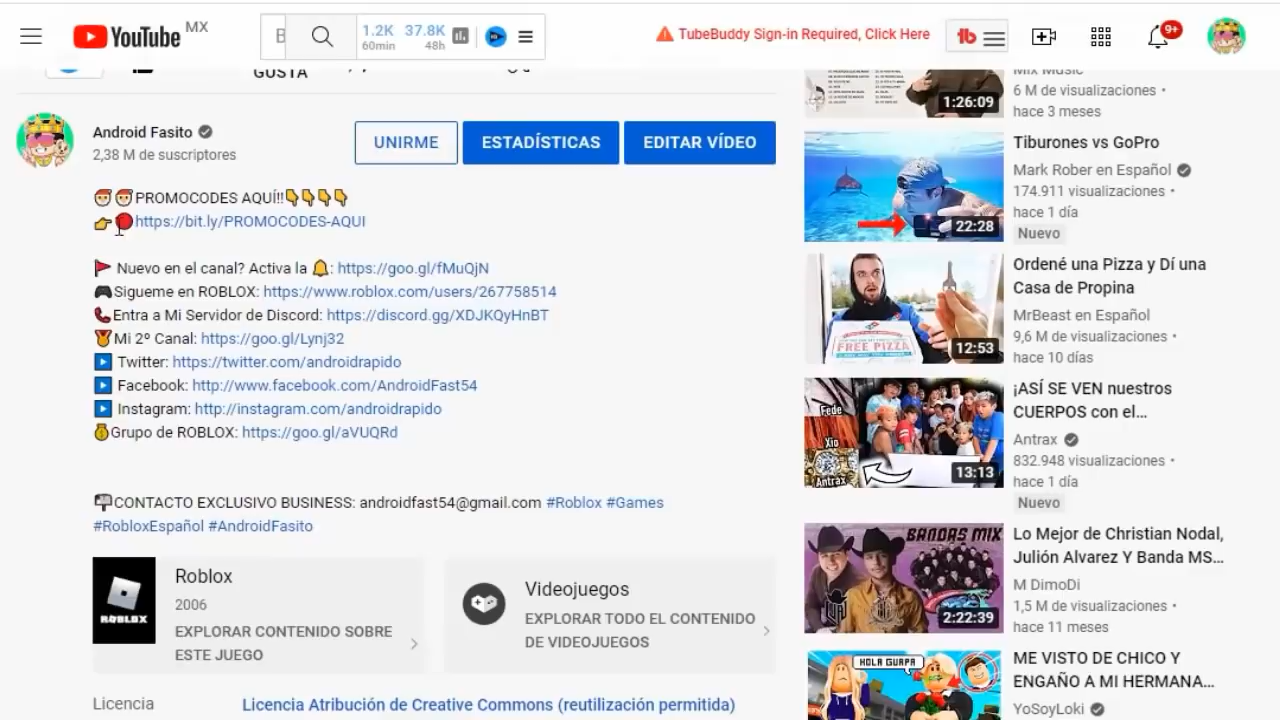 YouTube MX
1.2K 37.8K
60min 48h
TubeBuddy Sign-in Required, Click Here
9+
GUSTA
Android Fasito
2,38 M de suscriptores
UNIRME
ESTADÍSTICAS
EDITAR VÍDEO
🎅🎅PROMOCODES AQUÍ!!👇👇👇👇
👉🎈https://bit.ly/PROMOCODES-AQUI
🚩 Nuevo en el canal? Activa la 🔔: https://goo.gl/fMuQjN
🎮Siguenme en ROBLOX: https://www.roblox.com/users/267758514
📞Entra a Mi Servidor de Discord: https://discord.gg/XDJKQyHnBT
🏅Mi 2º canal: https://goo.gl/Lynj32
▶ Twitter: https://twitter.com/androidrapido
▶ Facebook: http://www.facebook.com/AndroidFast54
▶ Instagram: http://instagram.com/androidrapido
💰Grupo de ROBLOX: https://goo.gl/aVUQRd
📪CONTACTO EXCLUSIVO BUSINESS: androidfast54@gmail.com #Roblox #Games
#RobloxEspañol #AndroidFasito
ROBLOX
Roblox
2006
EXPLORAR CONTENIDO SOBRE
ESTE JUEGO
Videojuegos
EXPLORAR TODO EL CONTENIDO
DE VIDEOJUEGOS
Licencia
Licencia Atribución de Creative Commons (reutilización permitida)
1:26:09
Mix Music
6 M de visualizaciones •
hace 3 meses
22:28
Tiburones vs GoPro
Mark Rober en Español
174.911 visualizaciones •
hace 1 día
Nuevo
FREE PIZZA
12:53
Ordené una Pizza y Dí una
Casa de Propina
MrBeast en Español
9,6 M de visualizaciones •
hace 10 días
Fede
Xio
Antrax
13:13
¡ASÍ SE VEN nuestros
CUERPOS con el...
Antrax
832.948 visualizaciones •
hace 1 día
Nuevo
BANDAS MIX
2:22:39
Lo Mejor de Christian Nodal,
Julión Alvarez Y Banda MS...
M DimoDi
1,5 M de visualizaciones •
hace 11 meses
HOLA GUAPA
ME VISTO DE CHICO Y
ENGAÑO A MI HERMANA...
YoSoyLoki